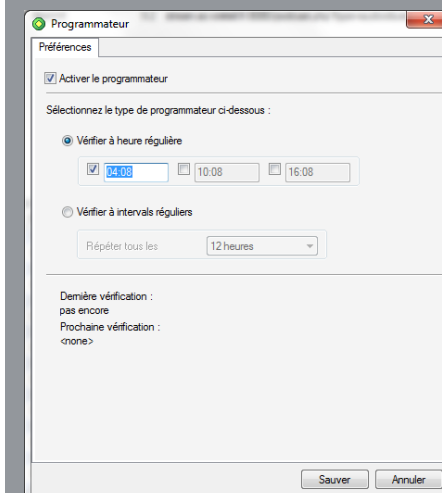 Programmateur
Préférences
Activer le programmateur
Sélectionnez le type de programmateur ci-dessous :
Vérifier à heure régulière
04:08 10:08 16:08
Vérifier à intervals réguliers
Répéter tous les 12 heures
Dernière vérification :
pas encore
Prochaine vérification :
<none>
Sauver Annuler